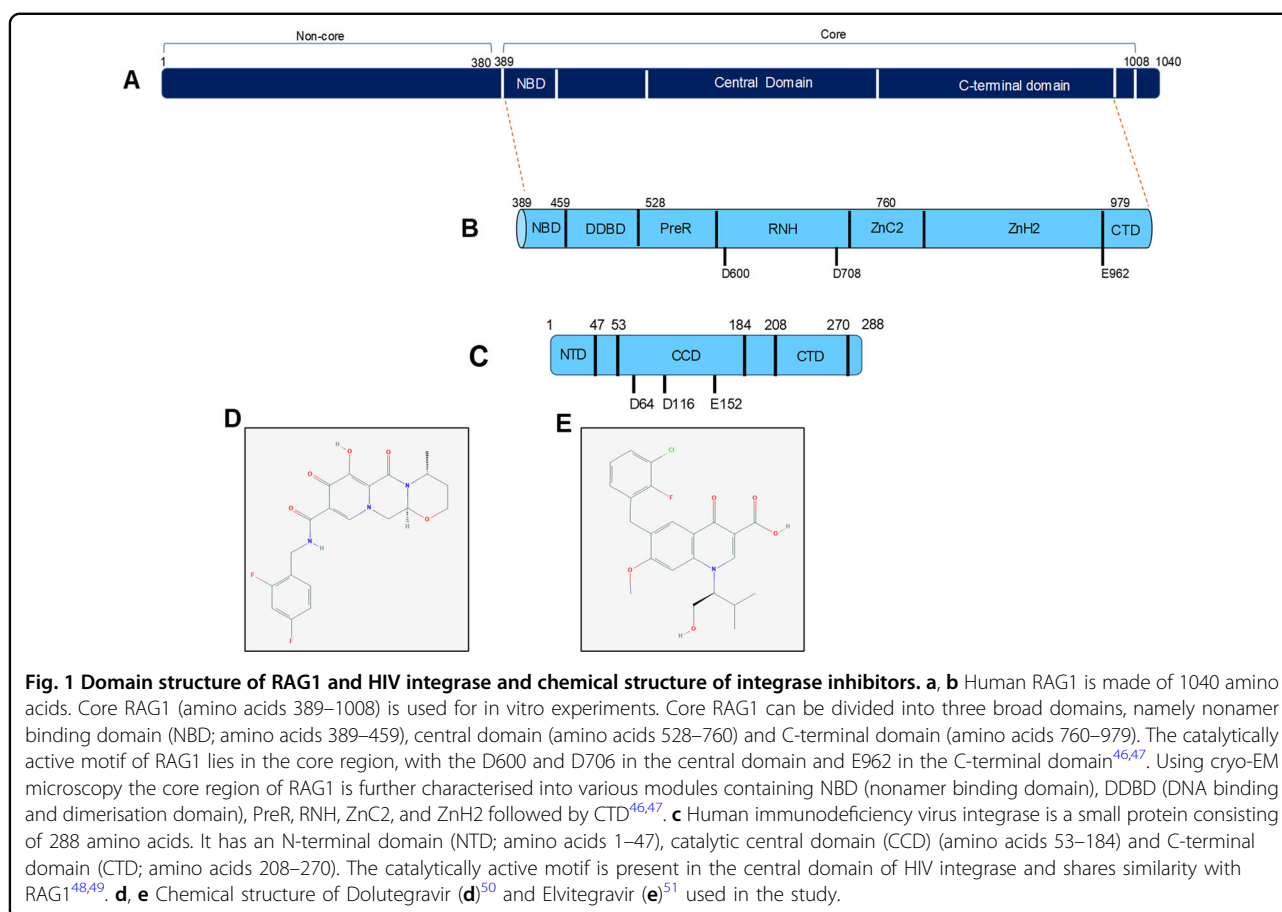 Non-core Core
1 380 389 1008 1040
A NBD Central Domain C-terminal domain
389 459 528 760 979
B NBD DDBD PreR RNH ZnC2 ZnH2 CTD
D600 D708 E962
1 47 53 184 208 270 288
C NTD CCD CTD
D64 D116 E152
D E
H O O O N O H O N O N H F F
Cl F O O O H O N O H
Fig. 1 Domain structure of RAG1 and HIV integrase and chemical structure of integrase inhibitors. a, b Human RAG1 is made of 1040 amino
acids. Core RAG1 (amino acids 389–1008) is used for in vitro experiments. Core RAG1 can be divided into three broad domains, namely nonamer
binding domain (NBD; amino acids 389–459), central domain (amino acids 528–760) and C-terminal domain (amino acids 760–979). The catalytically
active motif of RAG1 lies in the core region, with the D600 and D706 in the central domain and E962 in the C-terminal domain46,47. Using cryo-EM
microscopy the core region of RAG1 is further characterised into various modules containing NBD (nonamer binding domain), DDBD (DNA binding
and dimerisation domain), PreR, RNH, ZnC2, and ZnH2 followed by CTD46,47. c Human immunodeficiency virus integrase is a small protein consisting
of 288 amino acids. It has an N-terminal domain (NTD; amino acids 1–47), catalytic central domain (CCD) (amino acids 53–184) and C-terminal
domain (CTD; amino acids 208–270). The catalytically active motif is present in the central domain of HIV integrase and shares similarity with
RAG148,49. d, e Chemical structure of Dolutegravir (d)50 and Elvitegravir (e)51 used in the study.